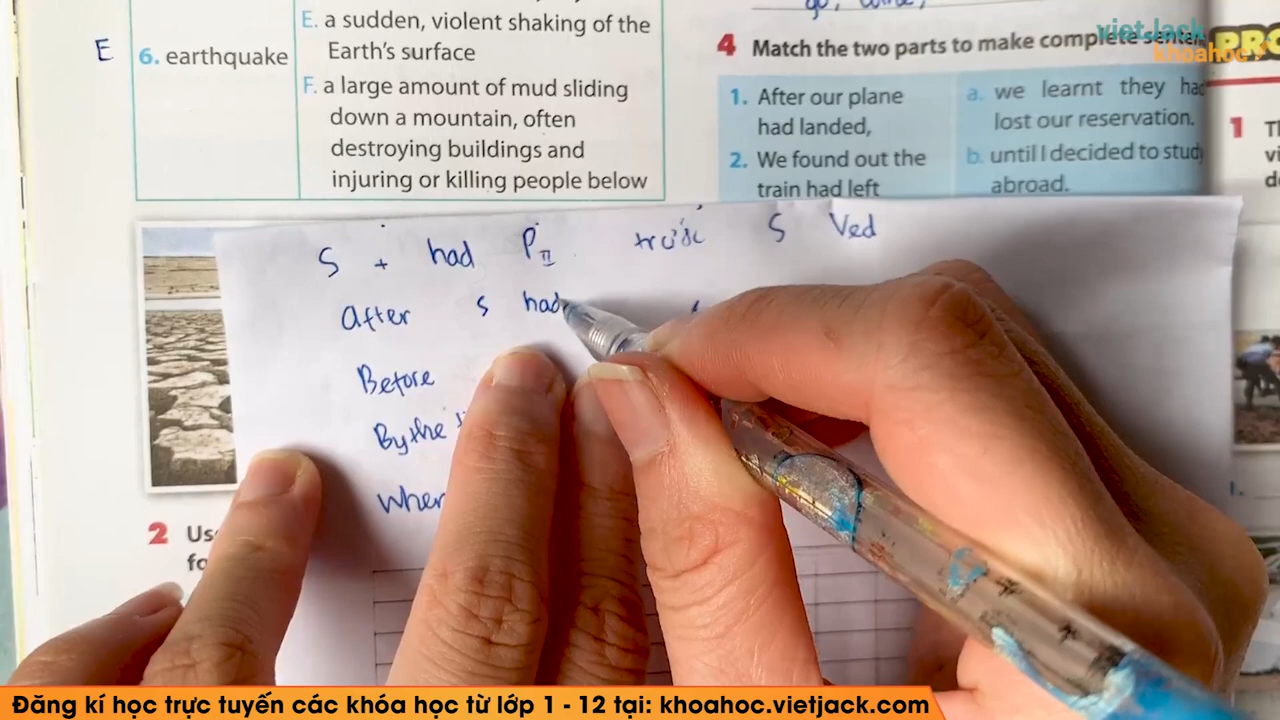 E
6. earthquake
E. a sudden, violent shaking of the
Earth's surface
F. a large amount of mud sliding
down a mountain, often
destroying buildings and
injuring or killing people below
go,
4 Match the two parts to make complete
1. After our plane
had landed,
2. We found out the
train had left
a. we learnt they had
lost our reservation.
b. until I decided to study
abroad.
vietJack
khoahoc
PRO
1
S + had PII trước S Ved
After S had
Before
By the
When
2
Đăng kí học trực tuyến các khóa học từ lớp 1 - 12 tại: khoahoc.vietjack.com